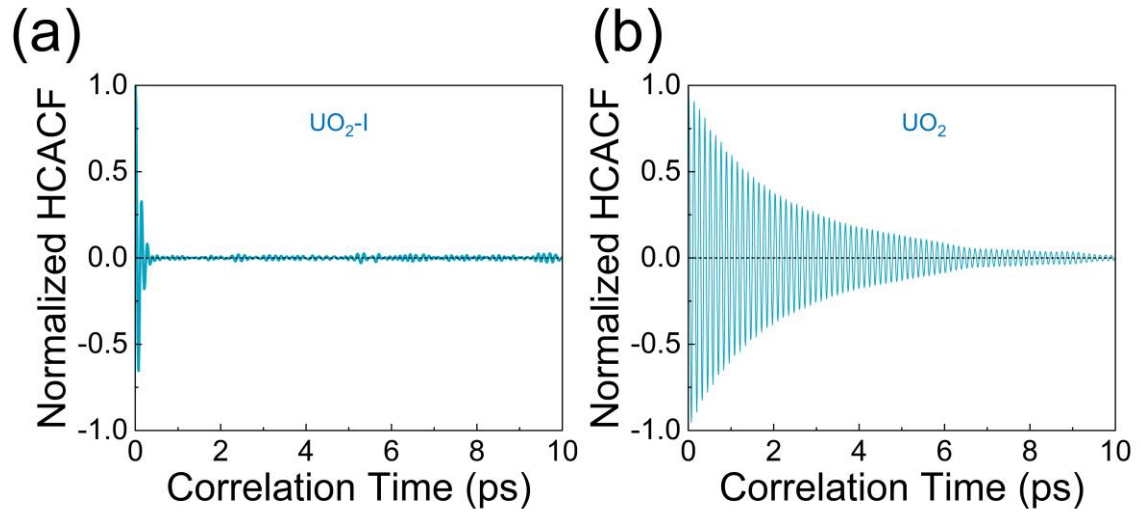 (a)
Normalized HCACF
1.0
0.5
0.0
-0.5
-1.0
UO₂-I
0 2 4 6 8 10
Correlation Time (ps)
(b)
Normalized HCACF
1.0
0.5
0.0
-0.5
-1.0
UO₂
0 2 4 6 8 10
Correlation Time (ps)